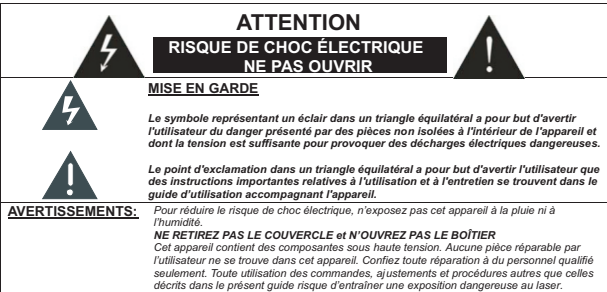 ATTENTION
RISQUE DE CHOC ÉLECTRIQUE
NE PAS OUVRIR
MISE EN GARDE
Le symbole représentant un éclair dans un triangle équilatéral a pour but d'avertir
l'utilisateur du danger présenté par des pièces non isolées à l'intérieur de l'appareil et
dont la tension est suffisante pour provoquer des décharges électriques dangereuses.
Le point d'exclamation dans un triangle équilatéral a pour but d'avertir l'utilisateur que
des instructions importantes relatives à l'utilisation et à l'entretien se trouvent dans le
guide d'utilisation accompagnant l'appareil.
AVERTISSEMENTS:
Pour réduire le risque de choc électrique, n'exposez pas cet appareil à la pluie ni à
l'humidité.
NE RETIREZ PAS LE COUVERCLE et N'OUVREZ PAS LE BOÎTIER
Cet appareil contient des composantes sous haute tension. Aucune pièce réparable par
l'utilisateur ne se trouve dans cet appareil. Confiez toute réparation à du personnel qualifié
seulement. Toute utilisation des commandes, ajustements et procédures autres que celles
décrits dans le présent guide risque d'entraîner une exposition dangereuse au laser.